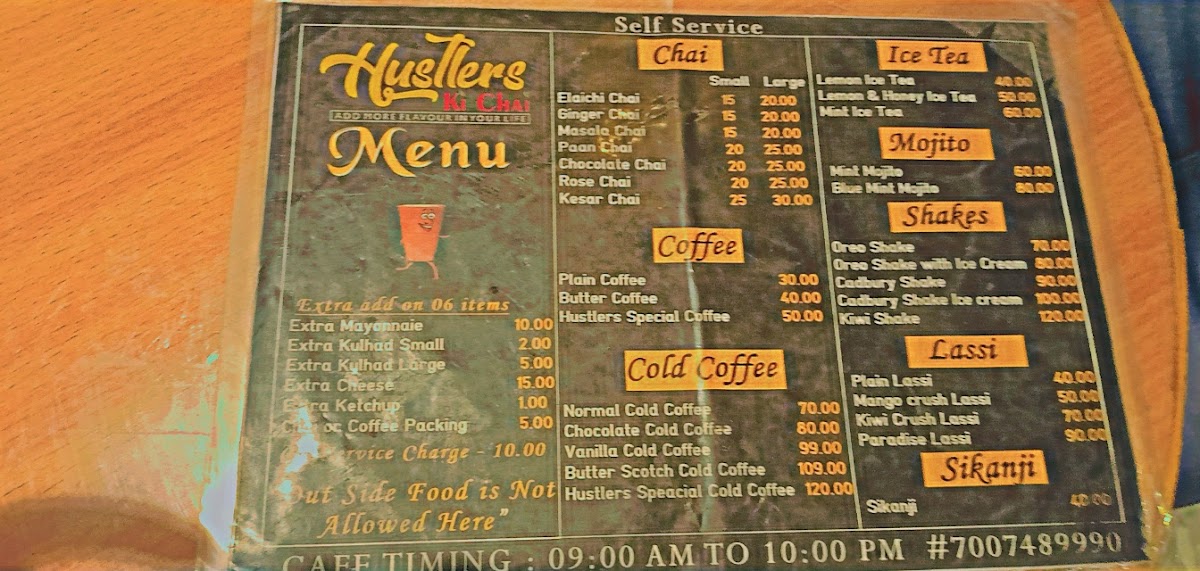 Self Service
Hustlers
Ki Chai
ADD MORE FLAVOUR IN YOUR LIFE
Menu
Extra add on 06 items
Extra Mayonnaie 10.00
Extra Kulhad Small 2.00
Extra Kulhad Large 5.00
Extra Cheese 15.00
Extra Ketchup 1.00
oc Coffee Packing 5.00
Service Charge - 10.00
Out Side Food is Not
Allowed Here"
Chai
Small Large
Elaichi Chai 15 20.00
Ginger Chai 15 20.00
Masala Chai 15 20.00
Paan Chai 20 25.00
Chocolate Chai 20 25.00
Rose Chai 20 25.00
Kesar Chai 25 30.00
Coffee
Plain Coffee 30.00
Butter Coffee 40.00
Hustlers Special Coffee 50.00
Cold Coffee
Normal Cold Coffee 70.00
Chocolate Cold Coffee 80.00
Vanilla Cold Coffee 99.00
Butter Scotch Cold Coffee 109.00
Hustlers Speacial Cold Coffee 120.00
Ice Tea
Lemon Ice Tea 40.00
Lemon & Honey Ice Tea 50.00
Mint Ice Tea 60.00
Mojito
Mint Mojito 60.00
Blue Mint Mojito 80.00
Shakes
Oreo Shake 70.00
Oreo Shake with Ice Cream 80.00
Cadbury Shake 90.00
Cadbury Shake Ice cream 100.00
Kiwi Shake 120.00
Lassi
Plain Lassi 40.00
Mango crush Lassi 50.00
Kiwi Crush Lassi 70.00
Paradise Lassi 90.00
Sikanji
Sikanji 40.00
CAFE TIMING : 09:00 AM TO 10:00 PM #7007489990